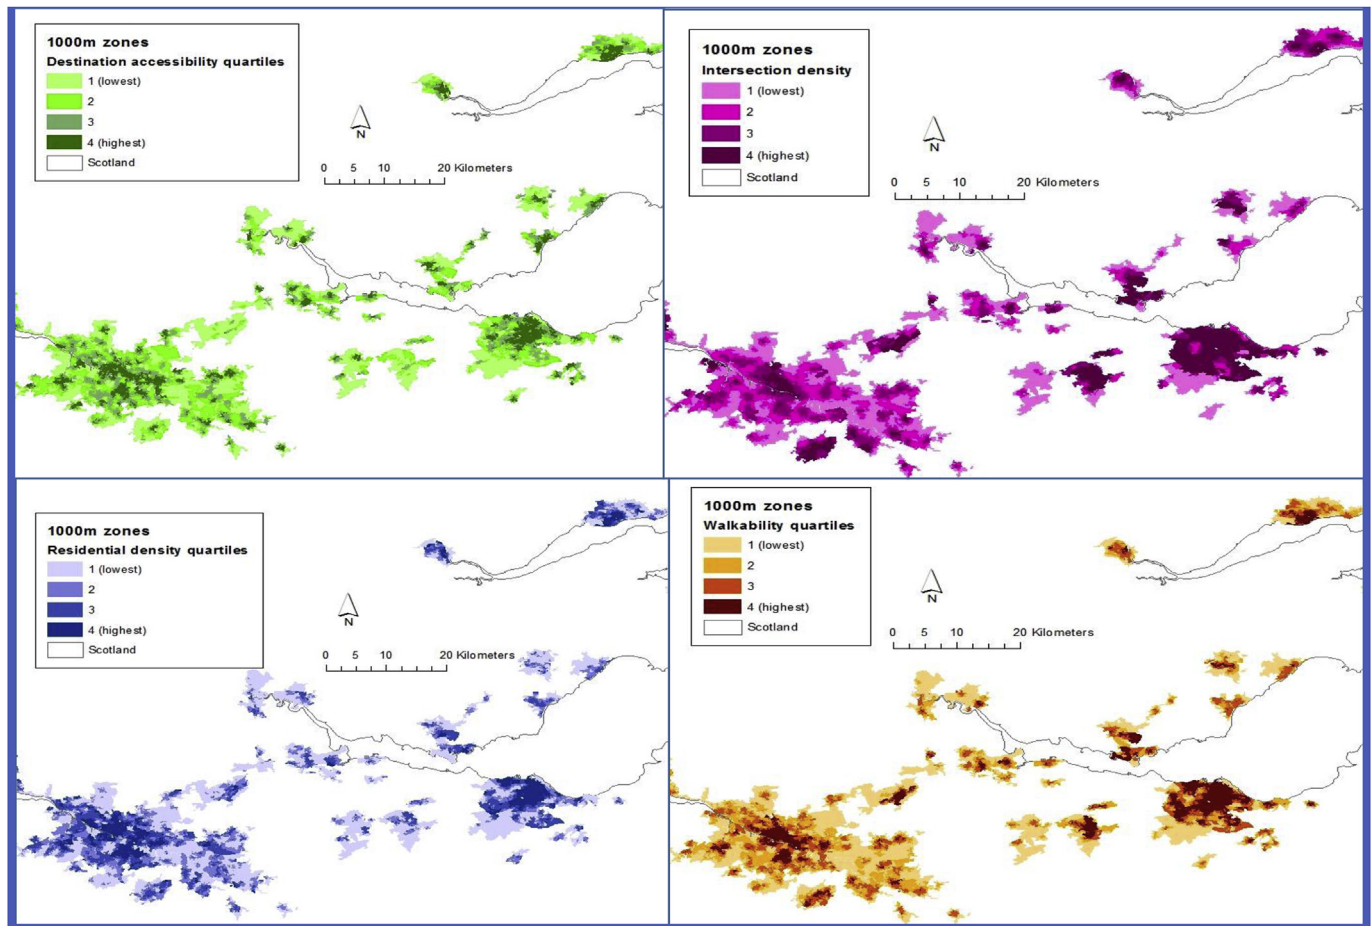 1000m zones
Destination accessibility quartiles
1 (lowest)
2
3
4 (highest)
Scotland
N
0 5 10 20 Kilometers
1000m zones
Intersection density
1 (lowest)
2
3
4 (highest)
Scotland
N
0 5 10 20 Kilometers
1000m zones
Residential density quartiles
1 (lowest)
2
3
4 (highest)
Scotland
N
0 5 10 20 Kilometers
1000m zones
Walkability quartiles
1 (lowest)
2
3
4 (highest)
Scotland
N
0 5 10 20 Kilometers